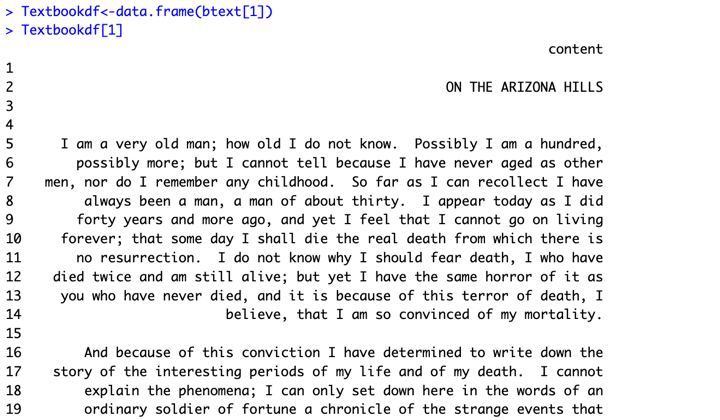 > Textbookdf<-data.frame(btext[1])
> Textbookdf[1]
content
1
2 ON THE ARIZONA HILLS
3
4
5 I am a very old man; how old I do not know.  Possibly I am a hundred,
6 possibly more; but I cannot tell because I have never aged as other
7 men, nor do I remember any childhood.  So far as I can recollect I have
8 always been a man, a man of about thirty.  I appear today as I did
9 forty years and more ago, and yet I feel that I cannot go on living
10 forever; that some day I shall die the real death from which there is
11 no resurrection.  I do not know why I should fear death, I who have
12 died twice and am still alive; but yet I have the same horror of it as
13 you who have never died, and it is because of this terror of death, I
14 believe, that I am so convinced of my mortality.
15
16 And because of this conviction I have determined to write down the
17 story of the interesting periods of my life and of my death.  I cannot
18 explain the phenomena; I can only set down here in the words of an
19 ordinary soldier of fortune a chronicle of the strange events that